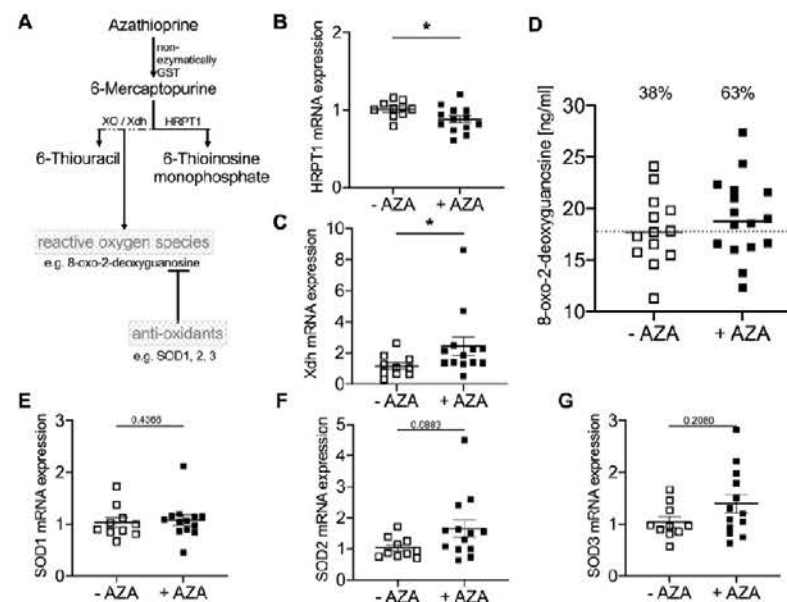 A
Azathioprine
non-
ezymatically
GST
6-Mercaptopurine
XO / Xdh
HRPT1
6-Thiouracil
6-Thioinosine
monophosphate
reactive oxygen species
e.g. 8-oxo-2-deoxyguanosine
anti-oxidants
e.g. SOD1, 2, 3
B
HRPT1 mRNA expression
2
1
0
*
- AZA
+ AZA
C
Xdh mRNA expression
10
8
6
4
2
0
*
- AZA
+ AZA
D
8-oxo-2-deoxyguanosine [ng/ml]
30
25
20
15
10
38%
63%
- AZA
+ AZA
E
SOD1 mRNA expression
3
2
1
0
0.4366
- AZA
+ AZA
F
SOD2 mRNA expression
5
4
3
2
1
0
0.0883
- AZA
+ AZA
G
SOD3 mRNA expression
3
2
1
0
0.2080
- AZA
+ AZA